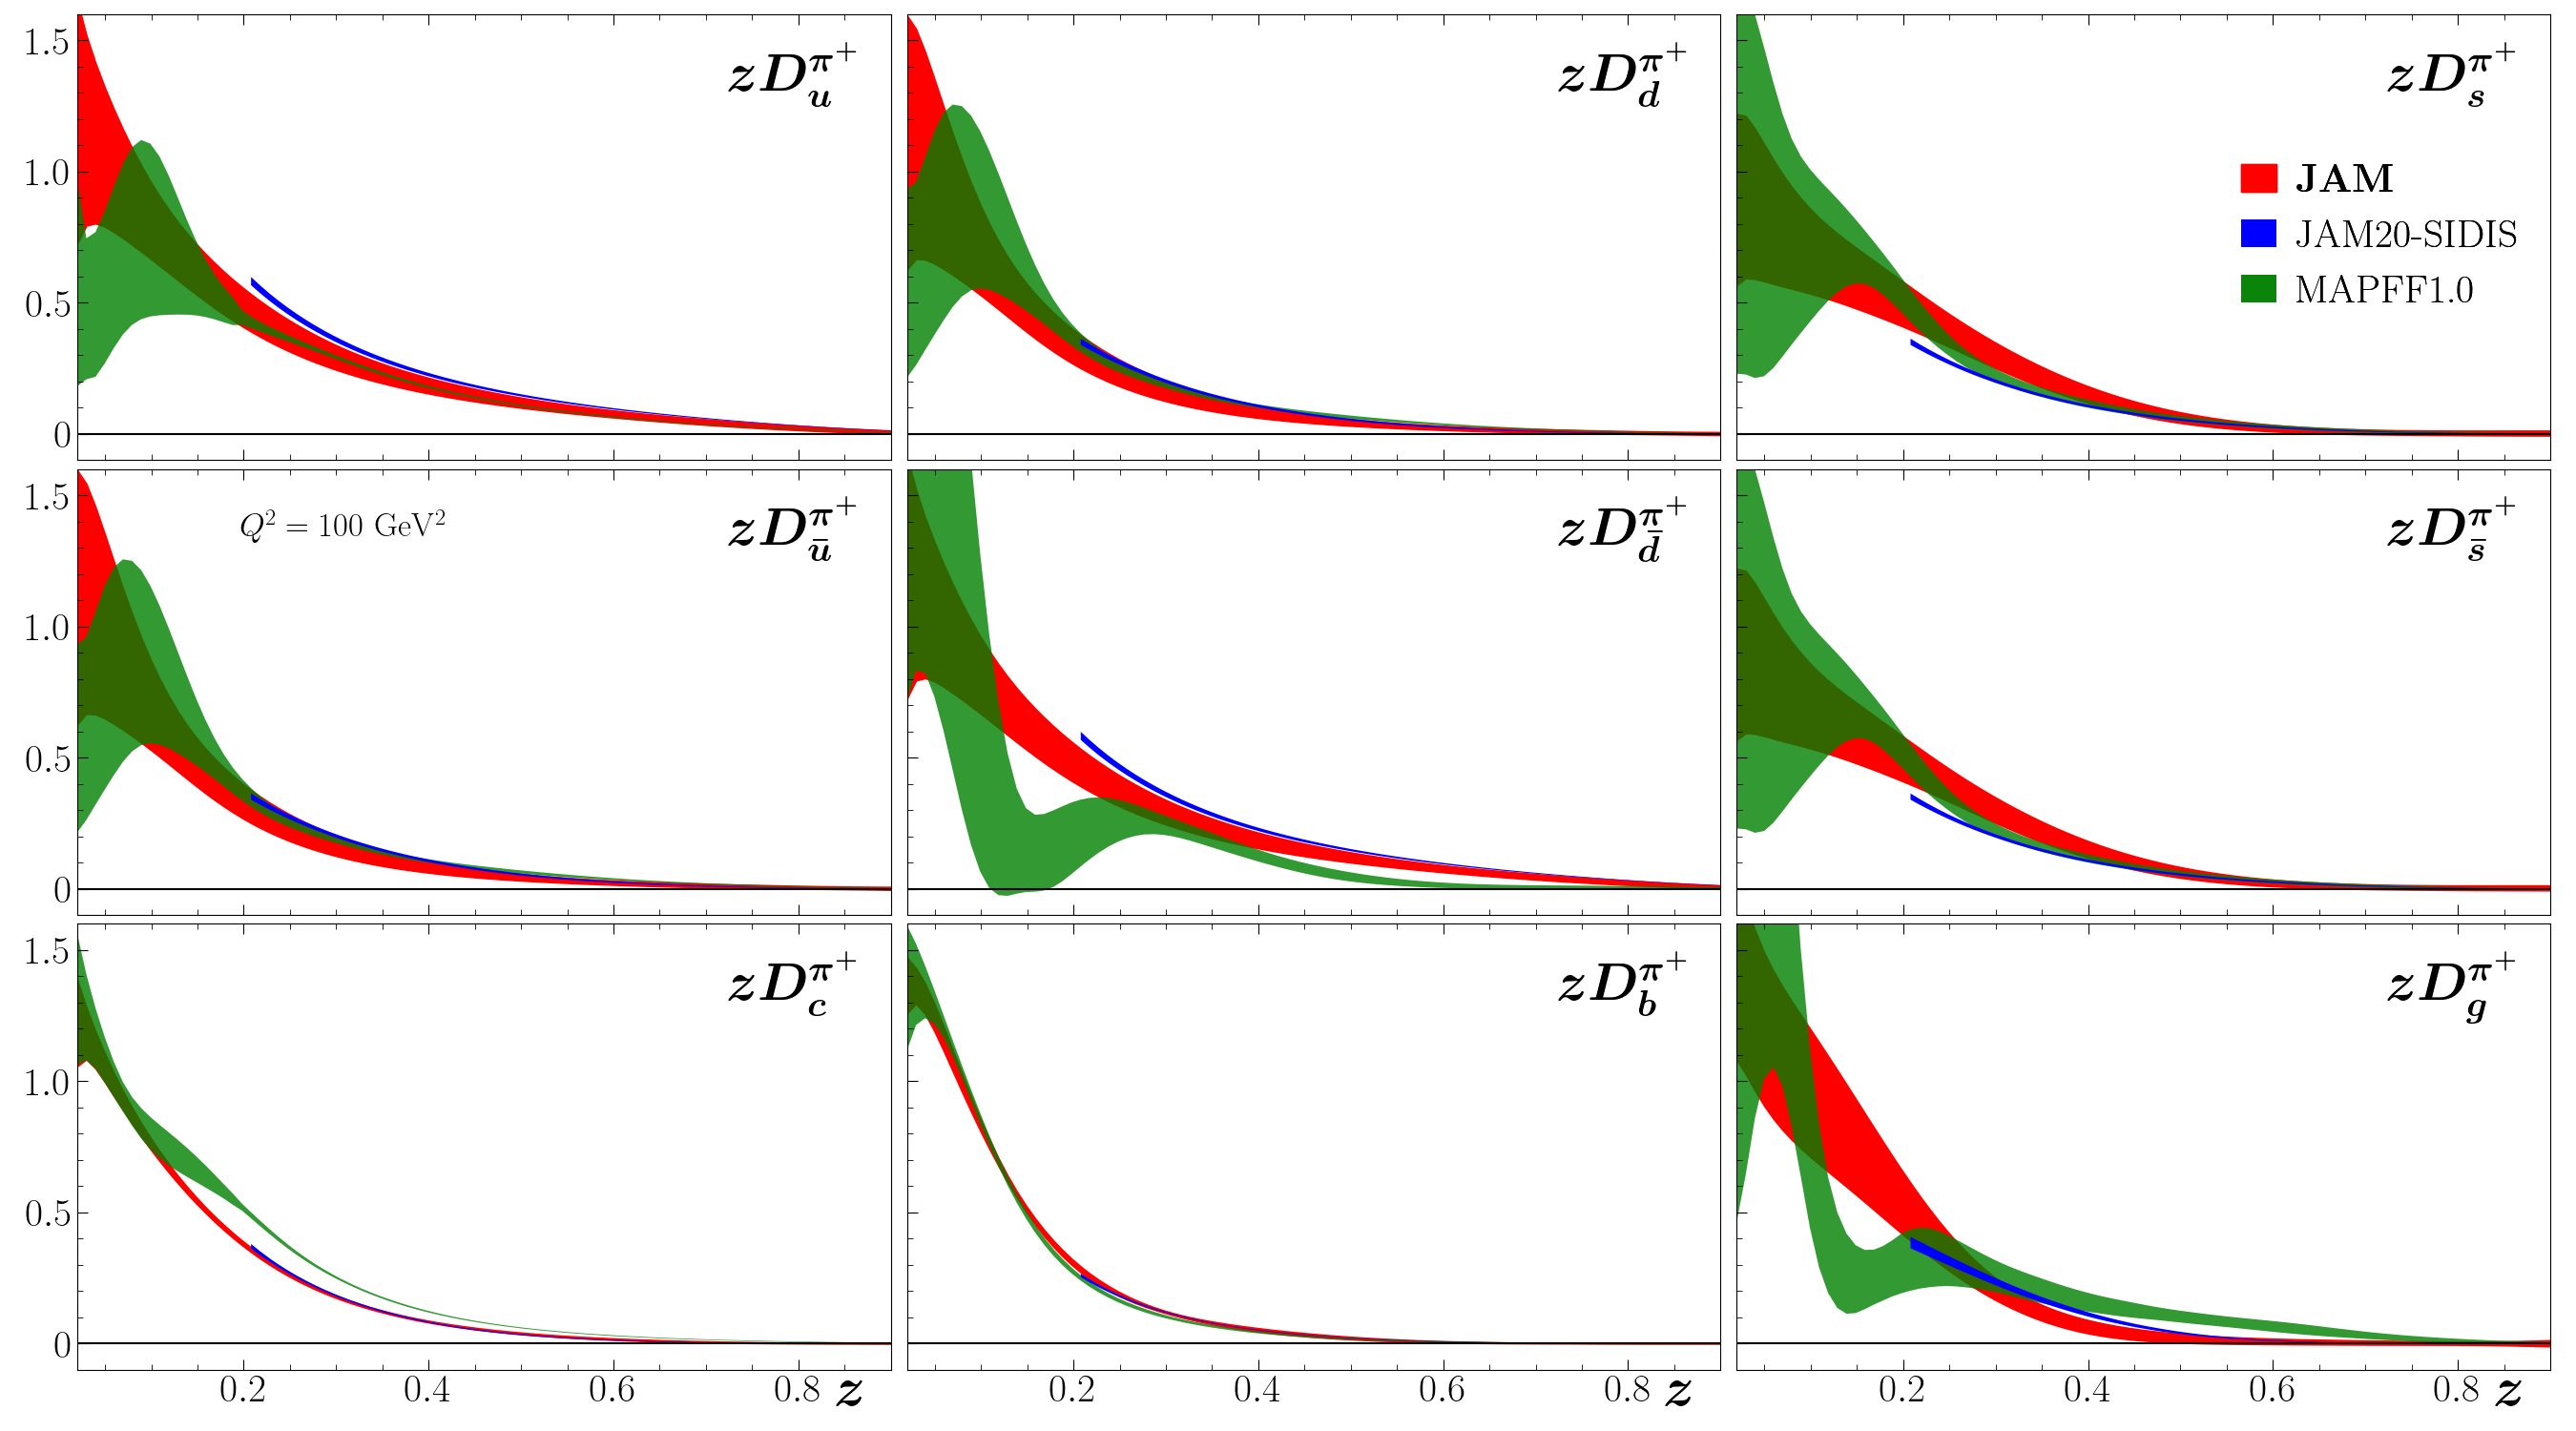 1.5
1.0
0.5
0
zD_u^{π^+}
zD_d^{π^+}
zD_s^{π^+}
JAM
JAM20-SIDIS
MAPFF1.0
1.5
1.0
0.5
0
Q² = 100 GeV²
zD_ū^{π^+}
zD_d̄^{π^+}
zD_s̄^{π^+}
1.5
1.0
0.5
0
zD_c^{π^+}
zD_b^{π^+}
zD_g^{π^+}
0.2 0.4 0.6 0.8 z
0.2 0.4 0.6 0.8 z
0.2 0.4 0.6 0.8 z